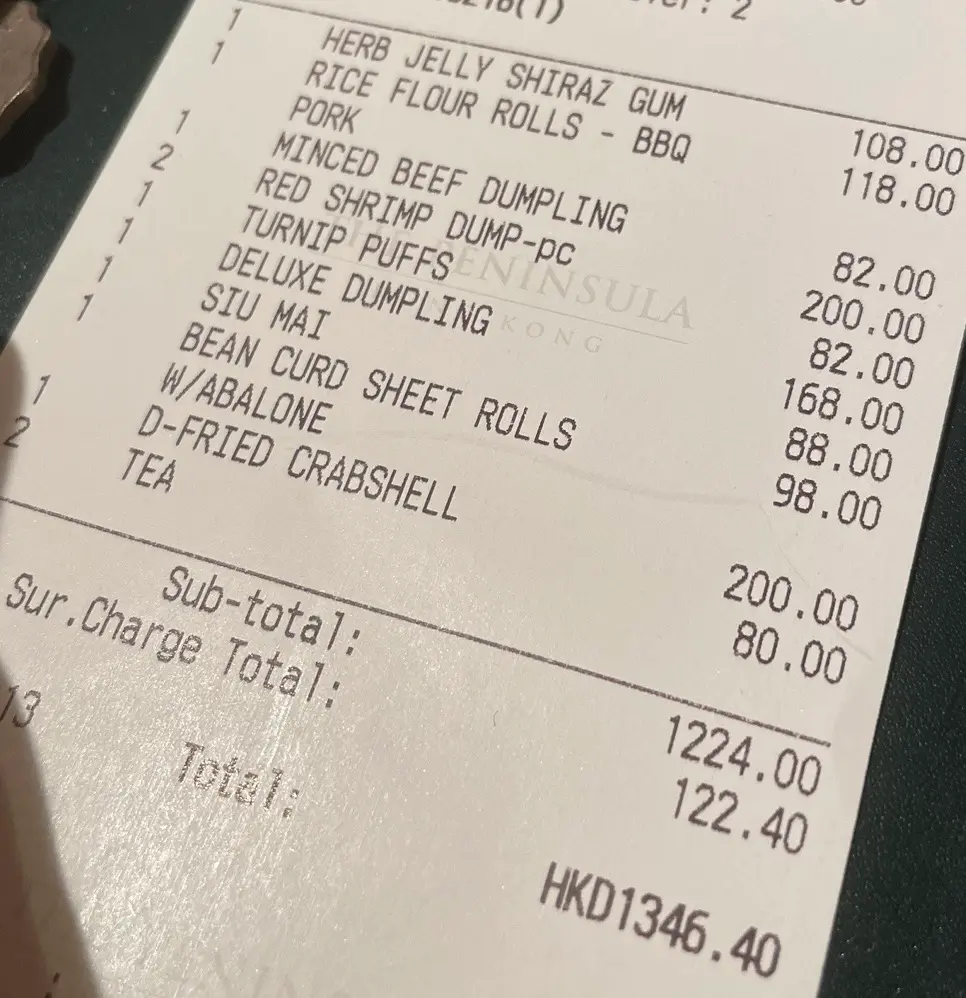 1 HERB JELLY SHIRAZ GUM 108.00
1 RICE FLOUR ROLLS - BBQ 118.00
PORK
1 MINCED BEEF DUMPLING 82.00
2 RED SHRIMP DUMP-pc 200.00
1 TURNIP PUFFS 82.00
1 DELUXE DUMPLING 168.00
1 SIU MAI 88.00
1 BEAN CURD SHEET ROLLS 98.00
W/ABALONE
1 D-FRIED CRABSHELL 200.00
2 TEA 80.00
THE PENINSULA
KONG
Sub-total: 1224.00
Sur.Charge Total: 122.40
13
Total: HKD1346.40